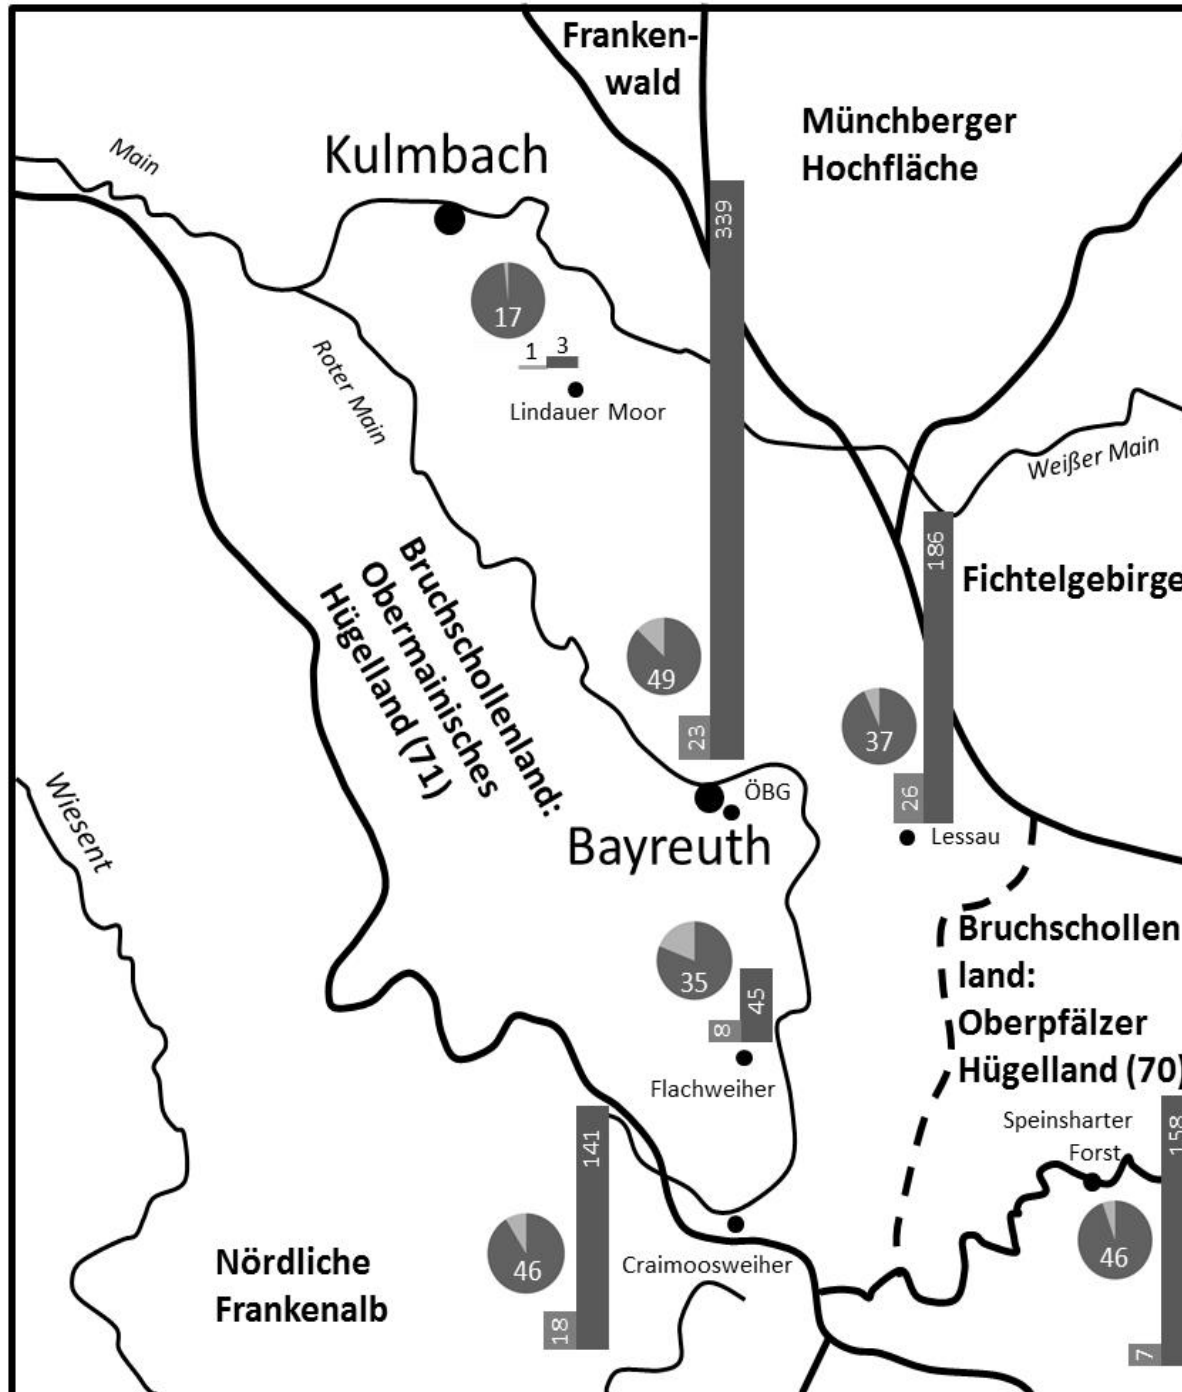 Franken-
wald
Münchberger
Hochfläche
Main
Kulmbach
339
17
1
3
Roter Main
Lindauer Moor
Weißer Main
186
Fichtelgebirge
Bruchschollenland:
Obermainisches
Hügelland (71)
49
23
37
26
ÖBG
Lessau
Bayreuth
Wiesent
Bruchschollen
land:
Oberpfälzer
Hügelland (70)
35
45
8
Flachweiher
Speinsharter
Forst
158
141
46
18
Craimoosweiher
46
7
Nördliche
Frankenalb